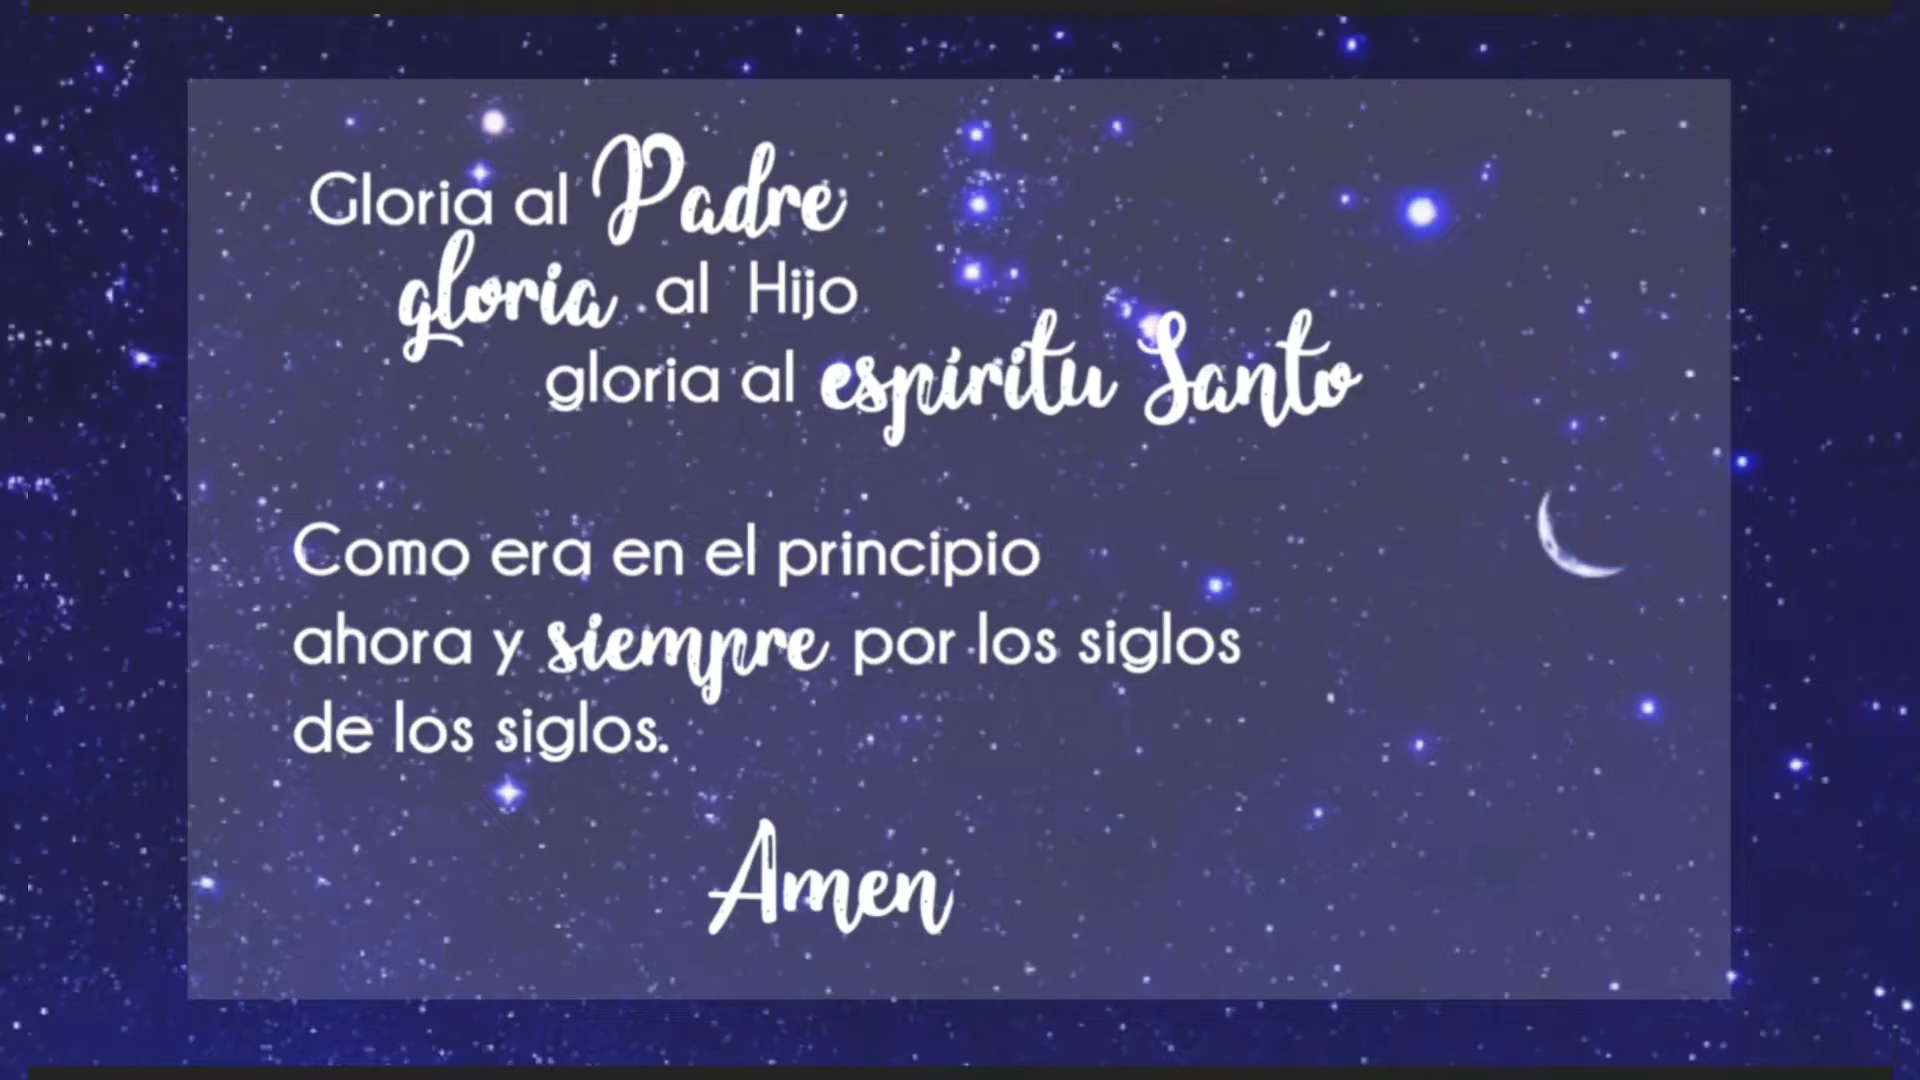 Gloria al Padre
gloria al Hijo
gloria al espíritu Santo
Como era en el principio
ahora y siempre por los siglos
de los siglos.
Amen